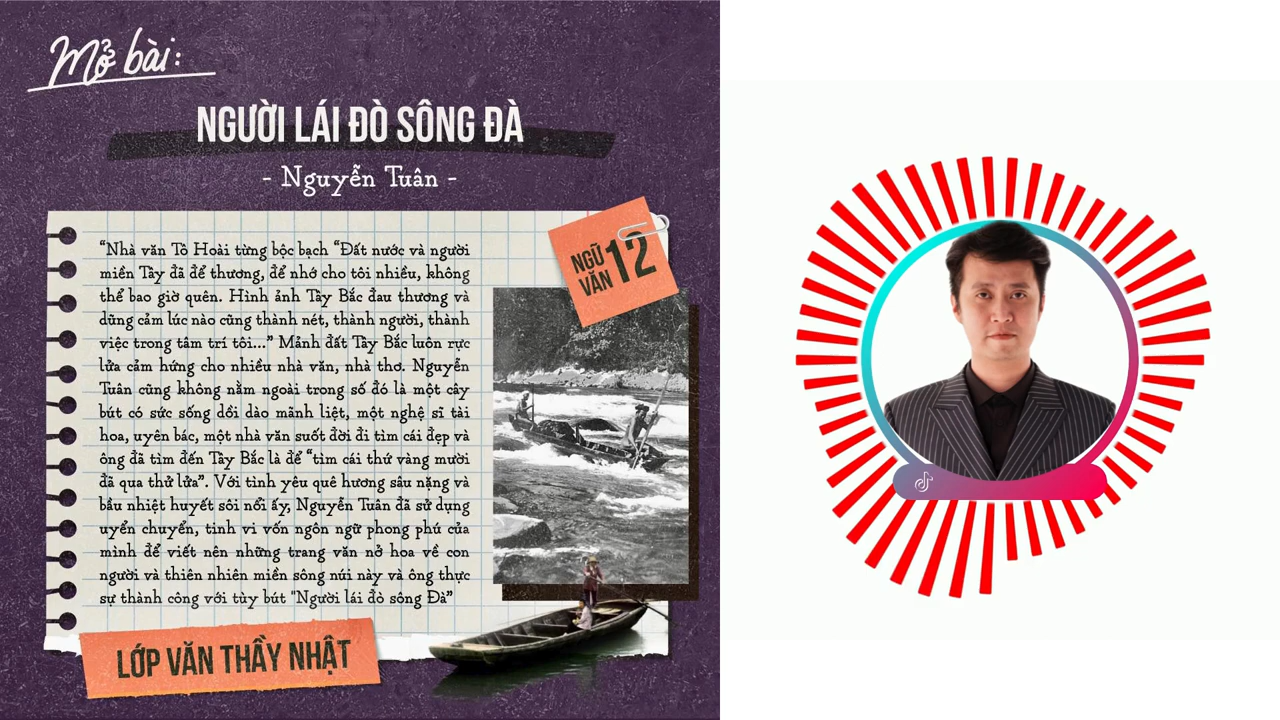 Mở bài:
NGƯỜI LÁI ĐÒ SÔNG ĐÀ
- Nguyễn Tuân -
NGỮ VĂN 12
“Nhà văn Tô Hoài từng bộc bạch “Đất nước và người
miền Tây đã để thương, để nhớ cho tôi nhiều, không
thể bao giờ quên. Hình ảnh Tây Bắc đau thương và
dũng cảm lúc nào cũng thành nét, thành người, thành
việc trong tâm trí tôi...” Mảnh đất Tây Bắc luôn rực
lửa cảm hứng cho nhiều nhà văn, nhà thơ. Nguyễn
Tuân cũng không nằm ngoài trong số đó là một cây
bút có sức sống dồi dào mãnh liệt, một nghệ sĩ tài
hoa, uyên bác, một nhà văn suốt đời đi tìm cái đẹp và
ông đã tìm đến Tây Bắc là để “tìm cái thứ vàng mười
đã qua thử lửa”. Với tình yêu quê hương sâu nặng và
bầu nhiệt huyết sôi nổi ấy, Nguyễn Tuân đã sử dụng
uyển chuyển, tinh vi vốn ngôn ngữ phong phú của
mình để viết nên những trang văn nở hoa về con
người và thiên nhiên miền sông núi này và ông thực
sự thành công với tùy bút "Người lái đò sông Đà”
LỚP VĂN THẦY NHẬT